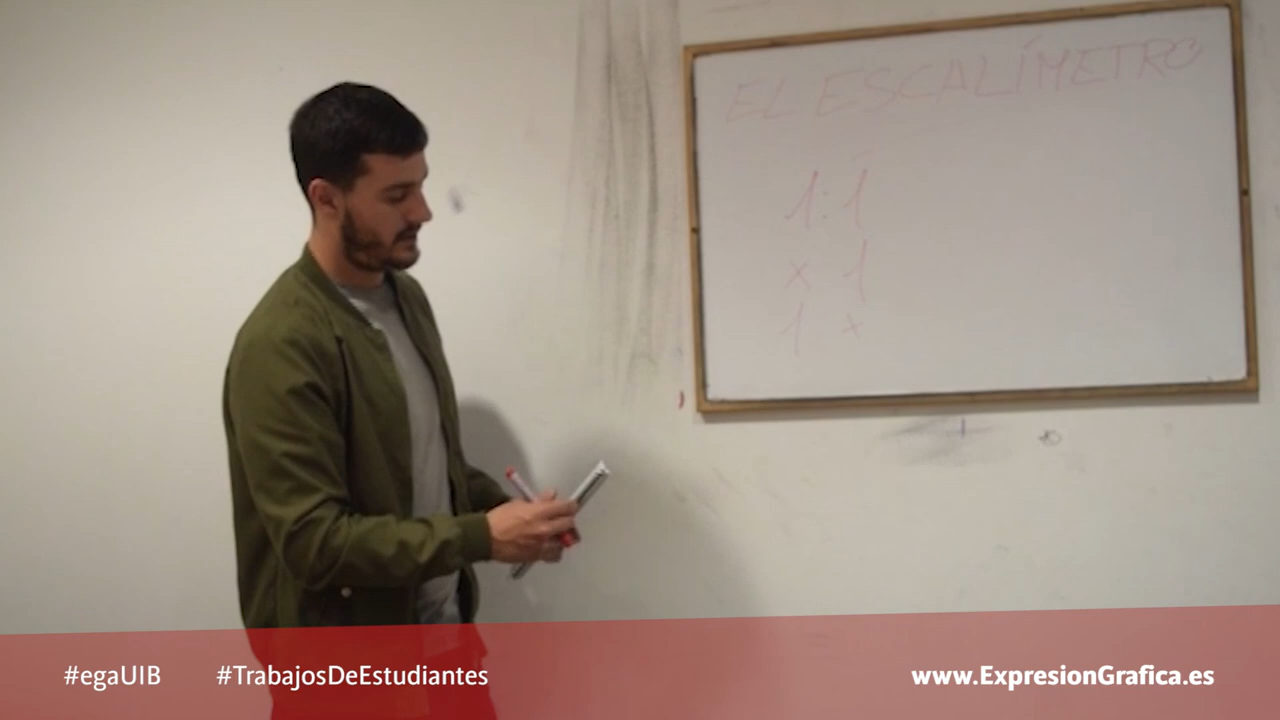 EL ESCALÍMETRO
1:1
x 1
1 x
#egaUIB #TrabajosDeEstudiantes www.ExpresionGrafica.es